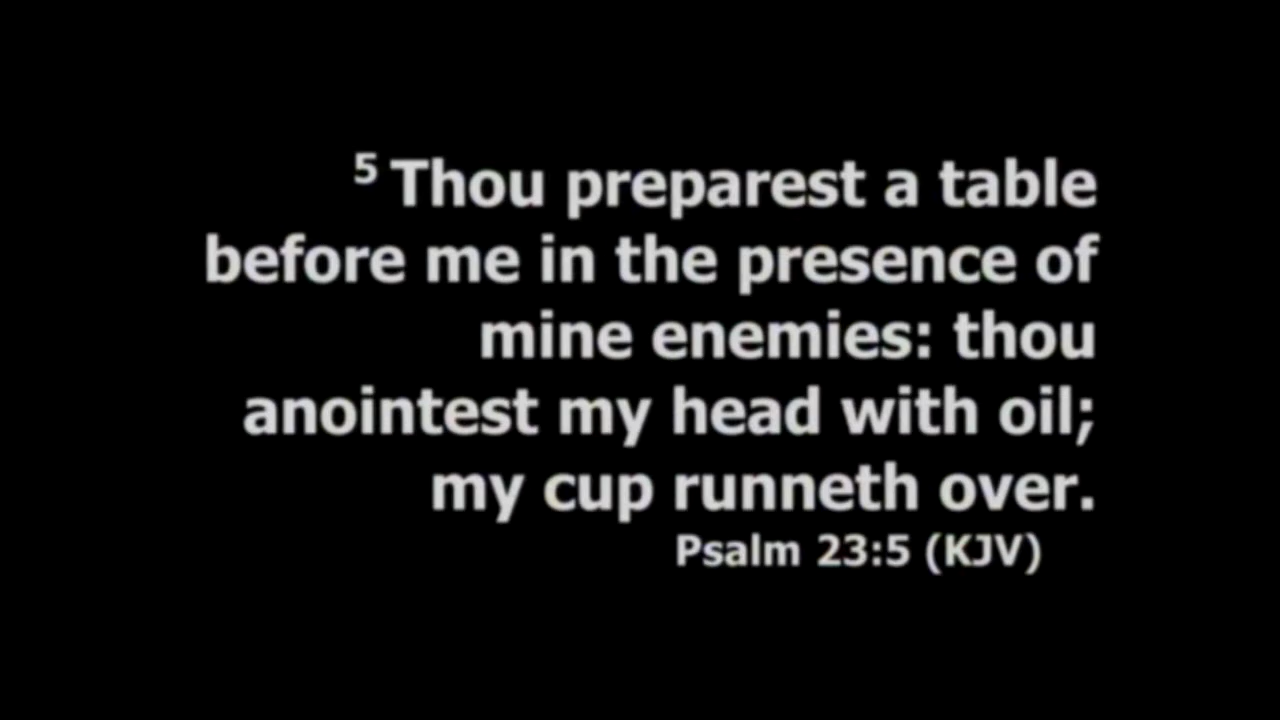 5 Thou preparest a table
before me in the presence of
mine enemies: thou
anointest my head with oil;
my cup runneth over.
Psalm 23:5 (KJV)